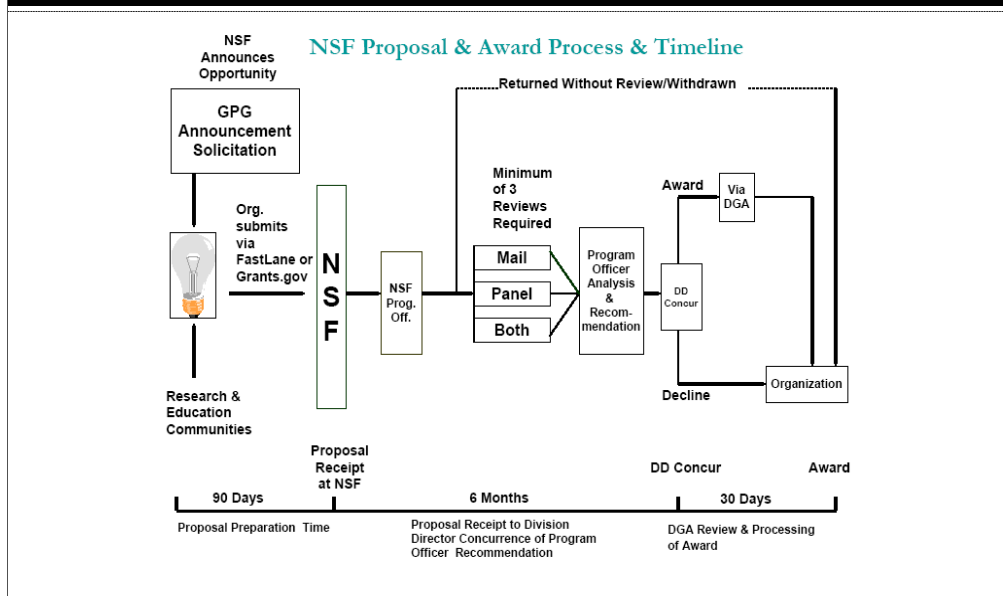 NSF Proposal & Award Process & Timeline
NSF
Announces
Opportunity
GPG
Announcement
Solicitation
Returned Without Review/Withdrawn
Org.
submits
via
FastLane or
Grants.gov
Research &
Education
Communities
N
S
F
NSF
Prog.
Off.
Minimum
of 3
Reviews
Required
Mail
Panel
Both
Program
Officer
Analysis
&
Recom-
mendation
DD
Concur
Award
Via
DGA
Decline
Organization
Proposal
Receipt
at NSF
DD Concur
Award
90 Days
6 Months
30 Days
Proposal Preparation Time
Proposal Receipt to Division
Director Concurrence of Program
Officer Recommendation
DGA Review & Processing
of Award